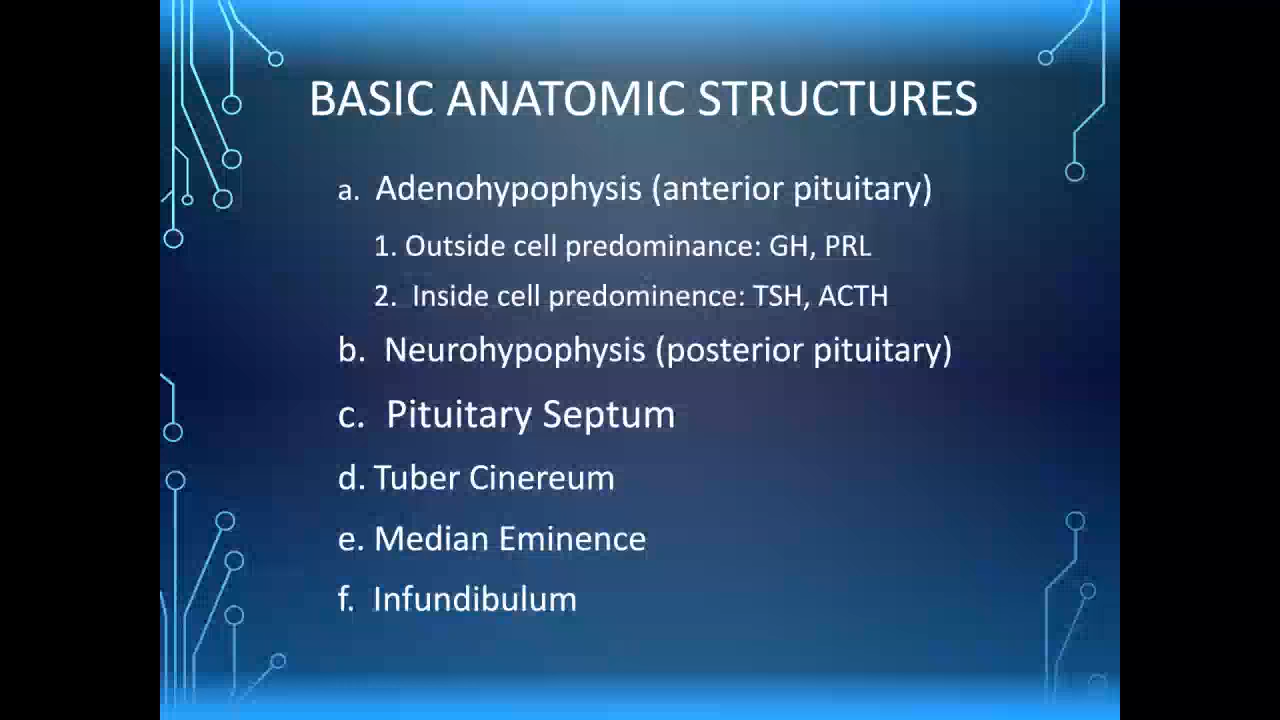 BASIC ANATOMIC STRUCTURES
a. Adenohypophysis (anterior pituitary)
1. Outside cell predominance: GH, PRL
2. Inside cell predominence: TSH, ACTH
b. Neurohypophysis (posterior pituitary)
c. Pituitary Septum
d. Tuber Cinereum
e. Median Eminence
f. Infundibulum